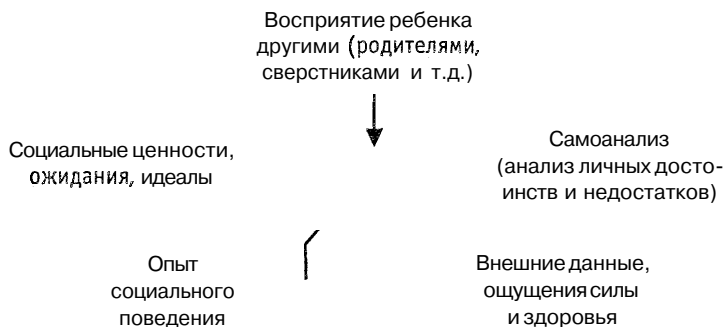 Восприятие ребенка
другими (родителями,
сверстниками и т.д.)
Социальные ценности,
ожидания, идеалы
Самоанализ
(анализ личных досто-
инств и недостатков)
Опыт
социального
поведения
Внешние данные,
ощущения силы
и здоровья